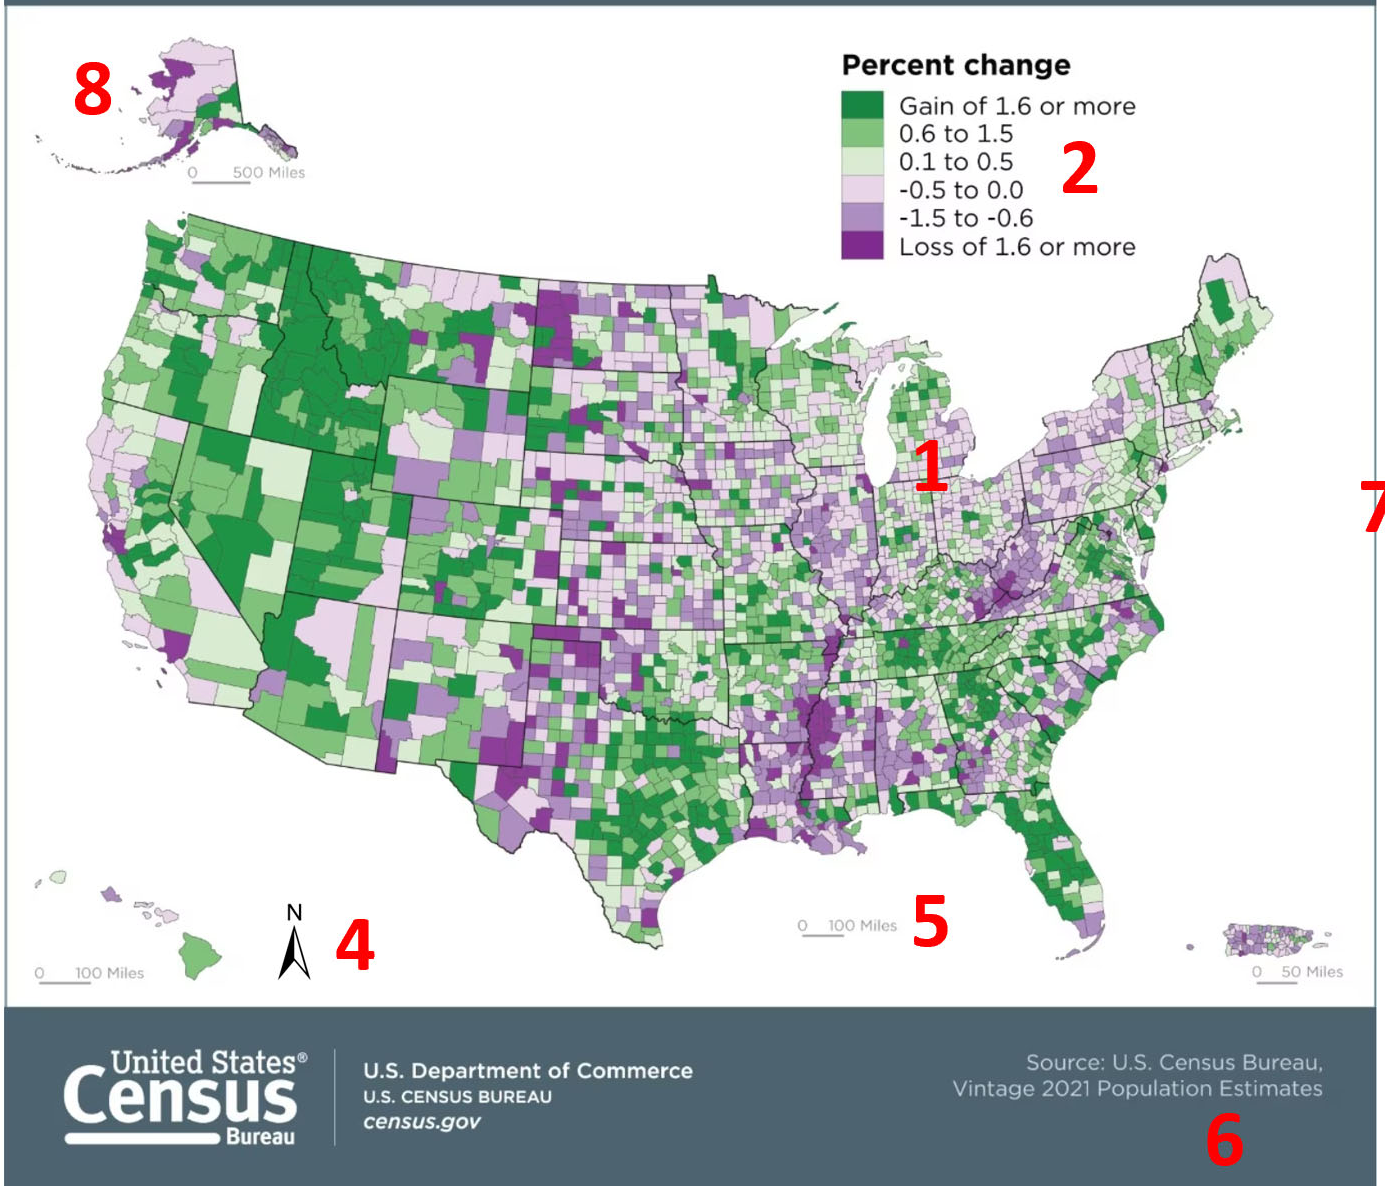 8
0 500 Miles
Percent change
Gain of 1.6 or more
0.6 to 1.5
0.1 to 0.5
-0.5 to 0.0
-1.5 to -0.6
Loss of 1.6 or more
2
1
7
0 100 Miles
N
4
0 100 Miles
5
0 50 Miles
United States®
Census
Bureau
U.S. Department of Commerce
U.S. CENSUS BUREAU
census.gov
Source: U.S. Census Bureau,
Vintage 2021 Population Estimates
6